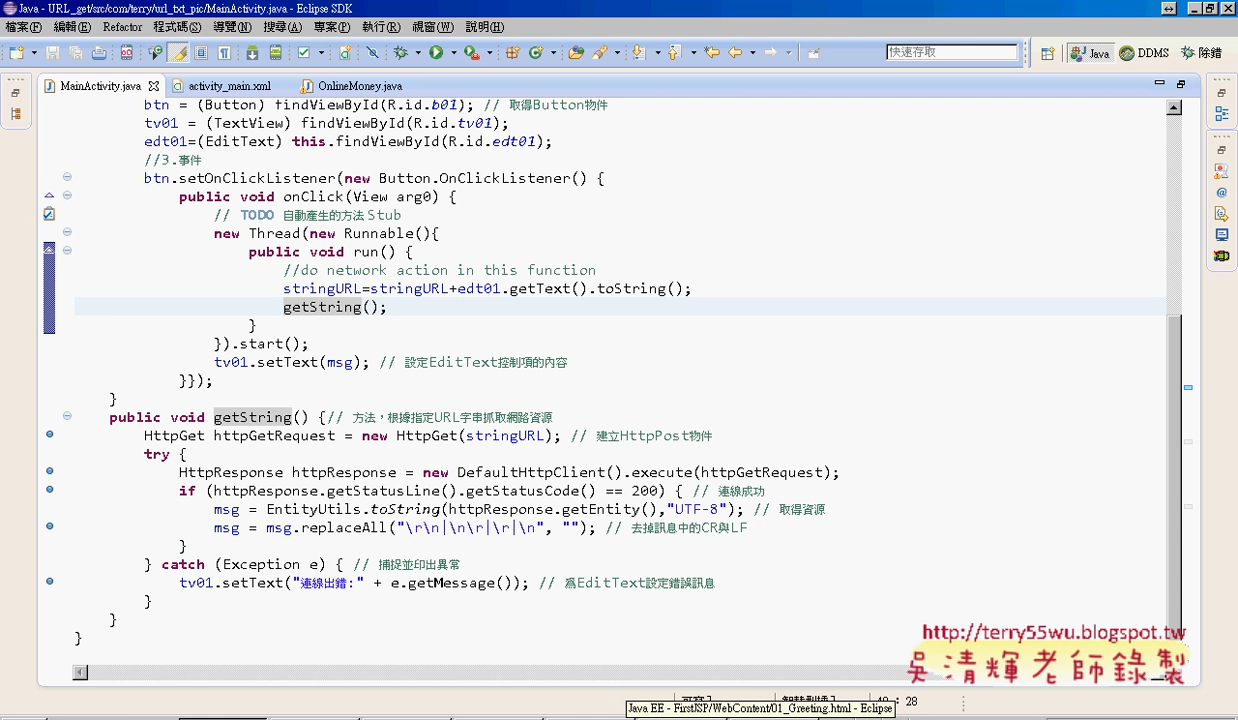 Java - URL_get/src/com/terry/url_txt_pic/MainActivity.java - Eclipse SDK
檔案(F) 編輯(E) Refactor 程式碼(S) 導覽(N) 搜尋(A) 專案(P) 執行(R) 視窗(W) 說明(H)
快速存取 Java DDMS 除錯
MainActivity.java activity_main.xml OnlineMoney.java
btn = (Button) findViewById(R.id.b01); // 取得Button物件
tv01 = (TextView) findViewById(R.id.tv01);
edt01=(EditText) this.findViewById(R.id.edt01);
//3.事件
btn.setOnClickListener(new Button.OnClickListener() {
public void onClick(View arg0) {
// TODO 自動產生的方法 Stub
new Thread(new Runnable(){
public void run() {
//do network action in this function
stringURL=stringURL+edt01.getText().toString();
getString();
}
}).start();
tv01.setText(msg); // 設定EditText控制項的內容
}});
}
public void getString() {// 方法，根據指定URL字串抓取網路資源
HttpGet httpGetRequest = new HttpGet(stringURL); // 建立HttpPost物件
try {
HttpResponse httpResponse = new DefaultHttpClient().execute(httpGetRequest);
if (httpResponse.getStatusLine().getStatusCode() == 200) { // 連線成功
msg = EntityUtils.toString(httpResponse.getEntity(),"UTF-8"); // 取得資源
msg = msg.replaceAll("\r\n|\n\r|\r|\n", ""); // 去掉訊息中的CR與LF
}
} catch (Exception e) { // 捕捉並印出異常
tv01.setText("連線出錯:" + e.getMessage()); // 為EditText設定錯誤訊息
}
}
}
http://terry55wu.blogspot.tw
吳清輝老師錄製
Java EE - FirstJSP/WebContent/01_Greeting.html - Eclipse
: 28